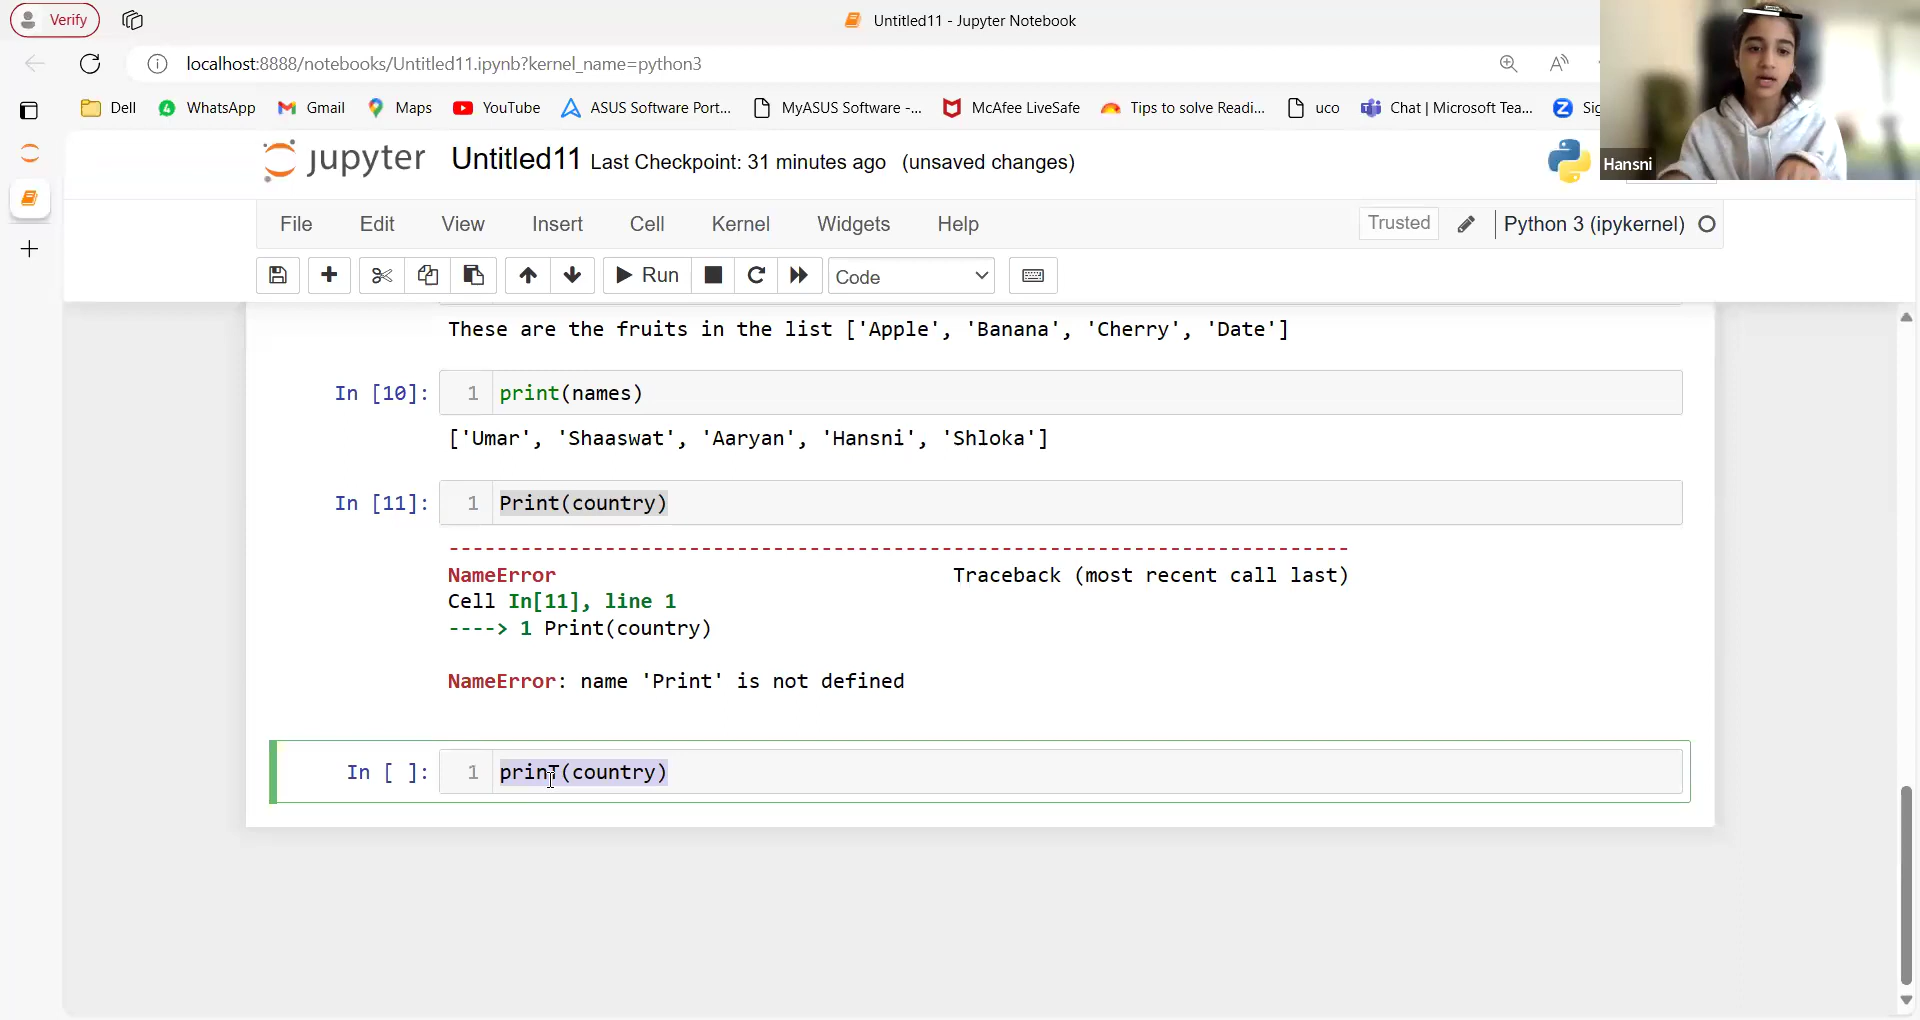 Verify
Untitled11 - Jupyter Notebook
localhost:8888/notebooks/Untitled11.ipynb?kernel_name=python3
Dell WhatsApp Gmail Maps YouTube ASUS Software Port... MyASUS Software -... McAfee LiveSafe Tips to solve Readi... uco Chat | Microsoft Tea...
Hansni
jupyter Untitled11 Last Checkpoint: 31 minutes ago (unsaved changes)
File Edit View Insert Cell Kernel Widgets Help Trusted Python 3 (ipykernel)
Run Code
These are the fruits in the list ['Apple', 'Banana', 'Cherry', 'Date']
In [10]: 1 print(names)
['Umar', 'Shaaswat', 'Aaryan', 'Hansni', 'Shloka']
In [11]: 1 Print(country)
---------------------------------------------------------------------------
NameError Traceback (most recent call last)
Cell In[11], line 1
----> 1 Print(country)
NameError: name 'Print' is not defined
In [ ]: 1 prinT(country)